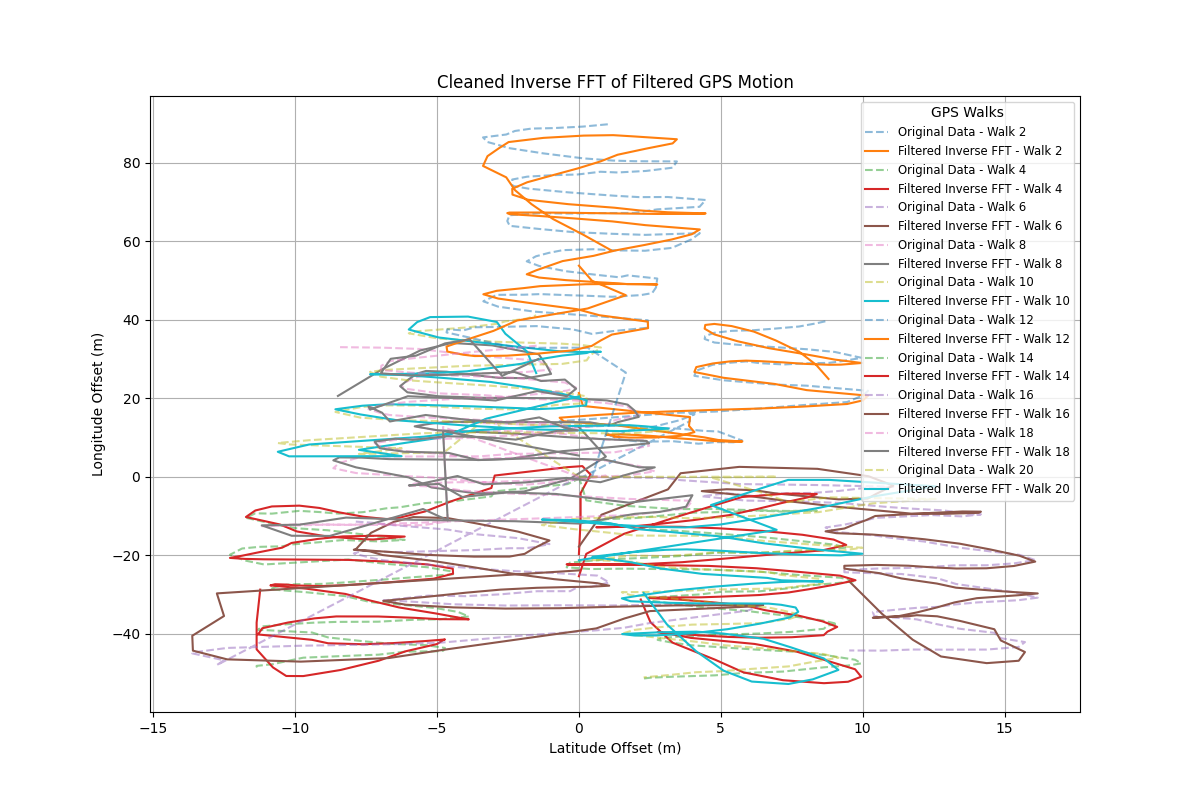 Cleaned Inverse FFT of Filtered GPS Motion
GPS Walks
Original Data - Walk 2
Filtered Inverse FFT - Walk 2
Original Data - Walk 4
Filtered Inverse FFT - Walk 4
Original Data - Walk 6
Filtered Inverse FFT - Walk 6
Original Data - Walk 8
Filtered Inverse FFT - Walk 8
Original Data - Walk 10
Filtered Inverse FFT - Walk 10
Original Data - Walk 12
Filtered Inverse FFT - Walk 12
Original Data - Walk 14
Filtered Inverse FFT - Walk 14
Original Data - Walk 16
Filtered Inverse FFT - Walk 16
Original Data - Walk 18
Filtered Inverse FFT - Walk 18
Original Data - Walk 20
Filtered Inverse FFT - Walk 20
Longitude Offset (m)
80
60
40
20
0
−20
−40
−15 −10 −5 0 5 10 15
Latitude Offset (m)